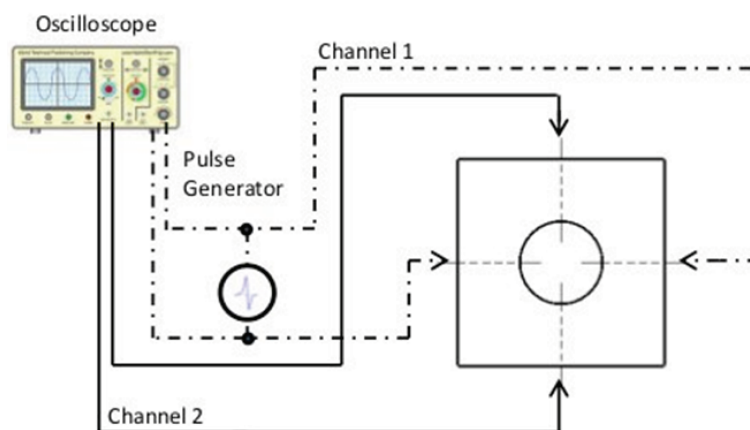 Oscilloscope
Channel 1
Pulse
Generator
Channel 2